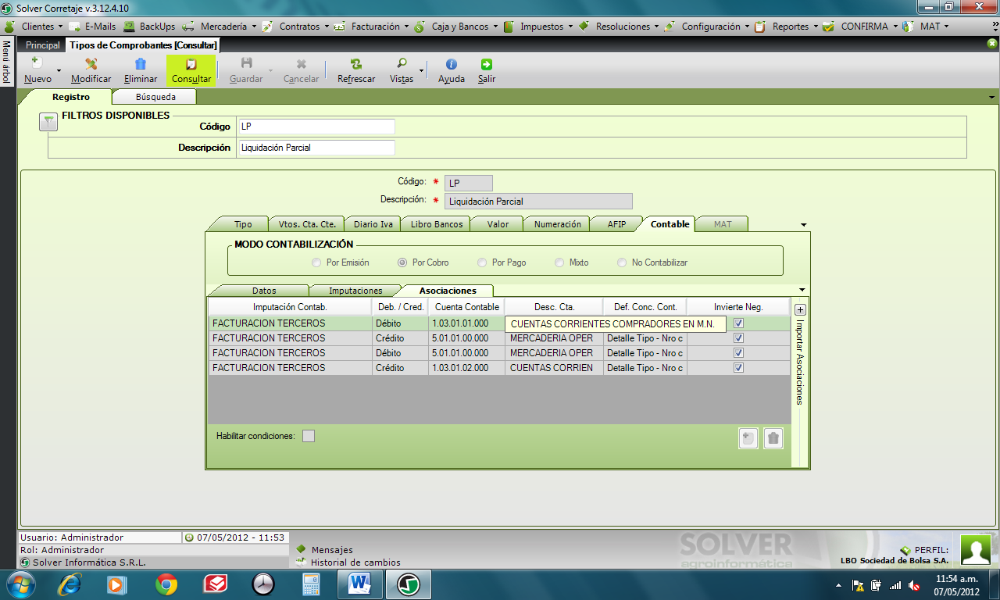 Solver Corretaje v.3.12.4.10
Clientes E-Mails BackUps Mercadería Contratos Facturación Caja y Bancos Impuestos Resoluciones Configuración Reportes CONFIRMA MAT
Menú árbol
Principal Tipos de Comprobantes [Consultar]
Nuevo Modificar Eliminar Consultar Guardar Cancelar Refrescar Vistas Ayuda Salir
Registro Búsqueda
FILTROS DISPONIBLES
Código LP
Descripción Liquidación Parcial
Código: * LP
Descripción: * Liquidación Parcial
Tipo Vtos. Cta. Cte. Diario Iva Libro Bancos Valor Numeración AFIP Contable MAT
MODO CONTABILIZACIÓN
Por Emisión Por Cobro Por Pago Mixto No Contabilizar
Datos Imputaciones Asociaciones
Imputación Contab. Deb. / Cred. Cuenta Contable Desc. Cta. Def. Conc. Cont. Invierte Neg.
FACTURACION TERCEROS Débito 1.03.01.01.000 CUENTAS CORRIENTES COMPRADORES EN M.N.
FACTURACION TERCEROS Crédito 5.01.01.00.000 MERCADERIA OPER Detalle Tipo - Nro c
FACTURACION TERCEROS Débito 5.01.01.00.000 MERCADERIA OPER Detalle Tipo - Nro c
FACTURACION TERCEROS Crédito 1.03.01.02.000 CUENTAS CORRIEN Detalle Tipo - Nro c
Importar Asociaciones
Habilitar condiciones:
Usuario: Administrador 07/05/2012 - 11:53
Rol: Administrador
Solver Informática S.R.L.
Mensajes
Historial de cambios
SOLVER
agroinformática
PERFIL:
LBO Sociedad de Bolsa S.A.
11:54 a.m.
07/05/2012